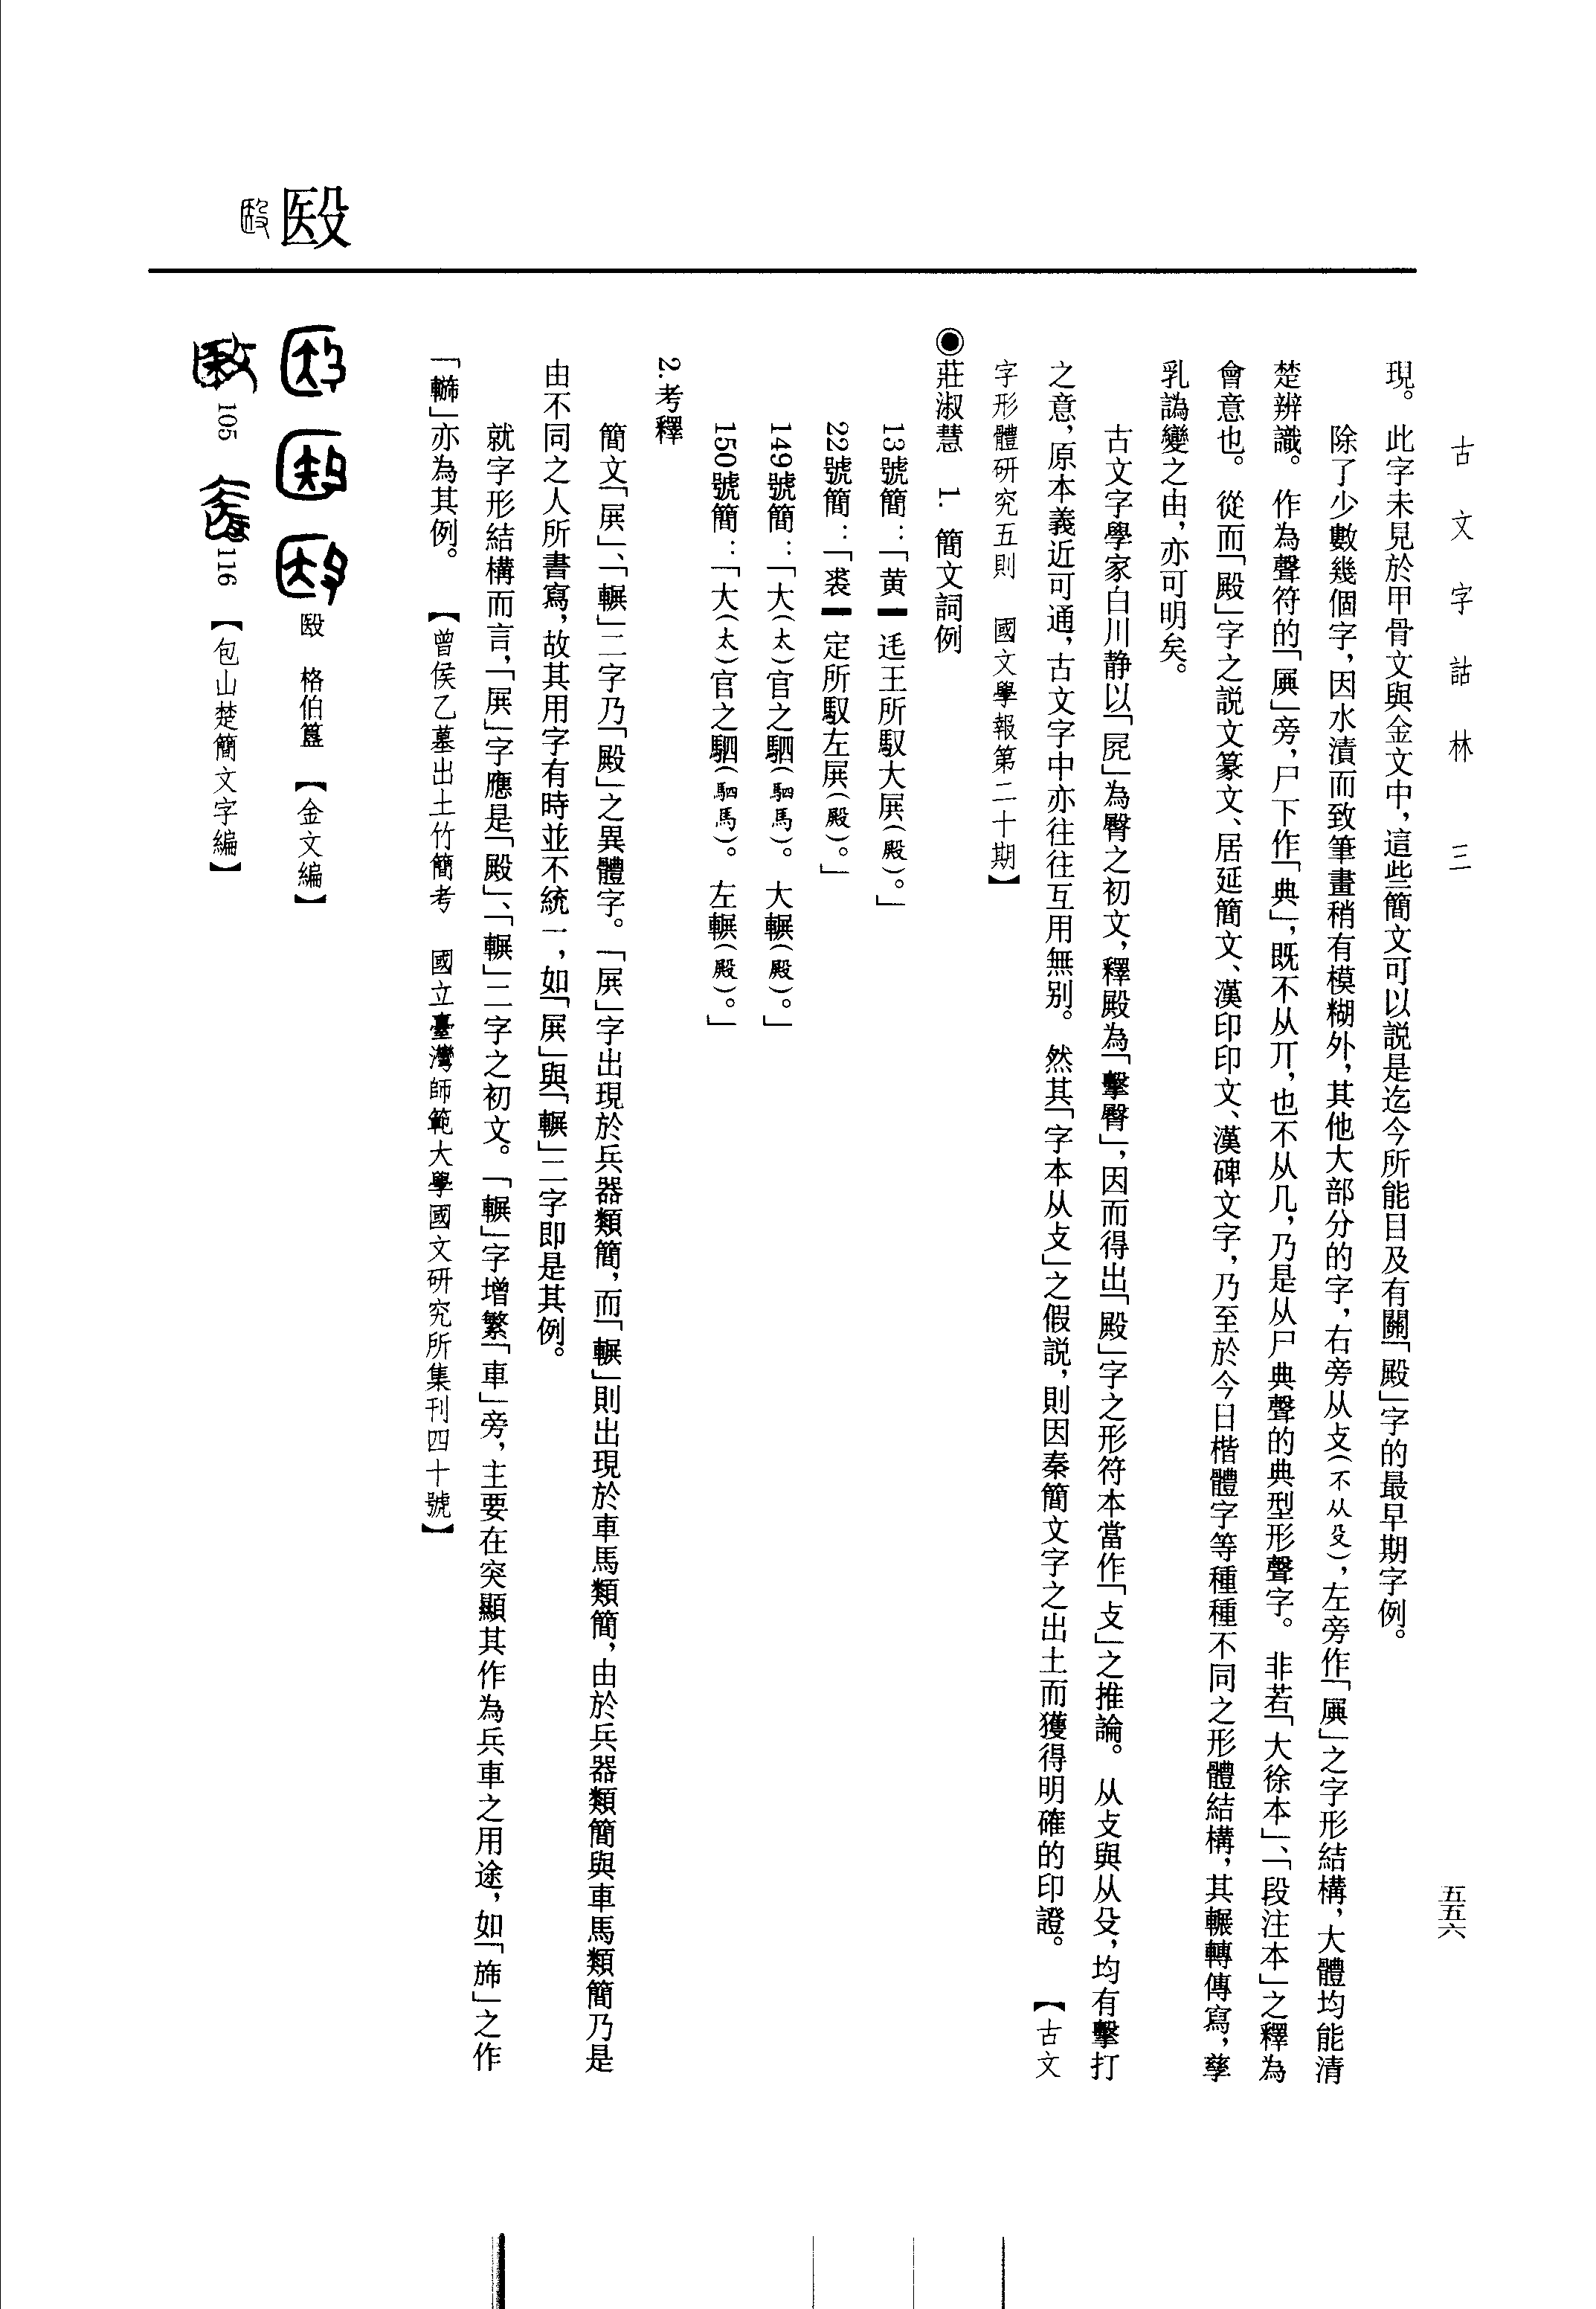 古文字詁林 三
五五六
現。此字未見於甲骨文與金文中，這些簡文可以説是迄今所能目及有關「殿」字的最早期字例。
除了少數幾個字，因水漬而致筆畫稍有模糊外，其他大部分的字，右旁从攴(不从殳)，左旁作「㞟」之字形結構，大體均能清
楚辨識。作為聲符的「㞟」旁，尸下作「典」，既不从丌，也不从几，乃是从尸典聲的典型形聲字。非若「大徐本」、「段注本」之釋為
會意也。從而「殿」字之説文篆文、居延簡文、漢印印文、漢碑文字，乃至於今日楷體字等種種不同之形體結構，其輾轉傳寫，孳
乳譌變之由，亦可明矣。
古文字學家白川静以「𡱂」為臀之初文，釋殿為「擊臀」，因而得出「殿」字之形符本當作「攴」之推論。从攴與从殳，均有擊打
之意，原本義近可通，古文字中亦往往互用無别。然其「字本从攴」之假説，則因秦簡文字之出土而獲得明確的印證。【古文
字形體研究五則 國文學報第二十期】
◉莊淑慧 1. 簡文詞例
13號簡：「黄 迋王所馭大𡱒(殿)。」
22號簡：「裘 定所馭左𡱒(殿)。」
149號簡：「大(太)官之駟(駟馬)。大(殿)。」
150號簡：「大(太)官之駟(駟馬)。左(殿)。」
2.考釋
簡文「𡱒」、「」二字乃「殿」之異體字。「𡱒」字出現於兵器類簡，而「」則出現於車馬類簡，由於兵器類簡與車馬類簡乃是
由不同之人所書寫，故其用字有時並不統一，如「𡱒」與「」二字即是其例。
就字形結構而言，「𡱒」字應是「殿」、「」二字之初文。「」字增繁「車」旁，主要在突顯其作為兵車之用途，如「旆」之作
「」亦為其例。【曾侯乙墓出土竹簡考 國立臺灣師範大學國文研究所集刊四十號】
殹
殹 格伯簋 【金文編】
105 116 【包山楚簡文字編】